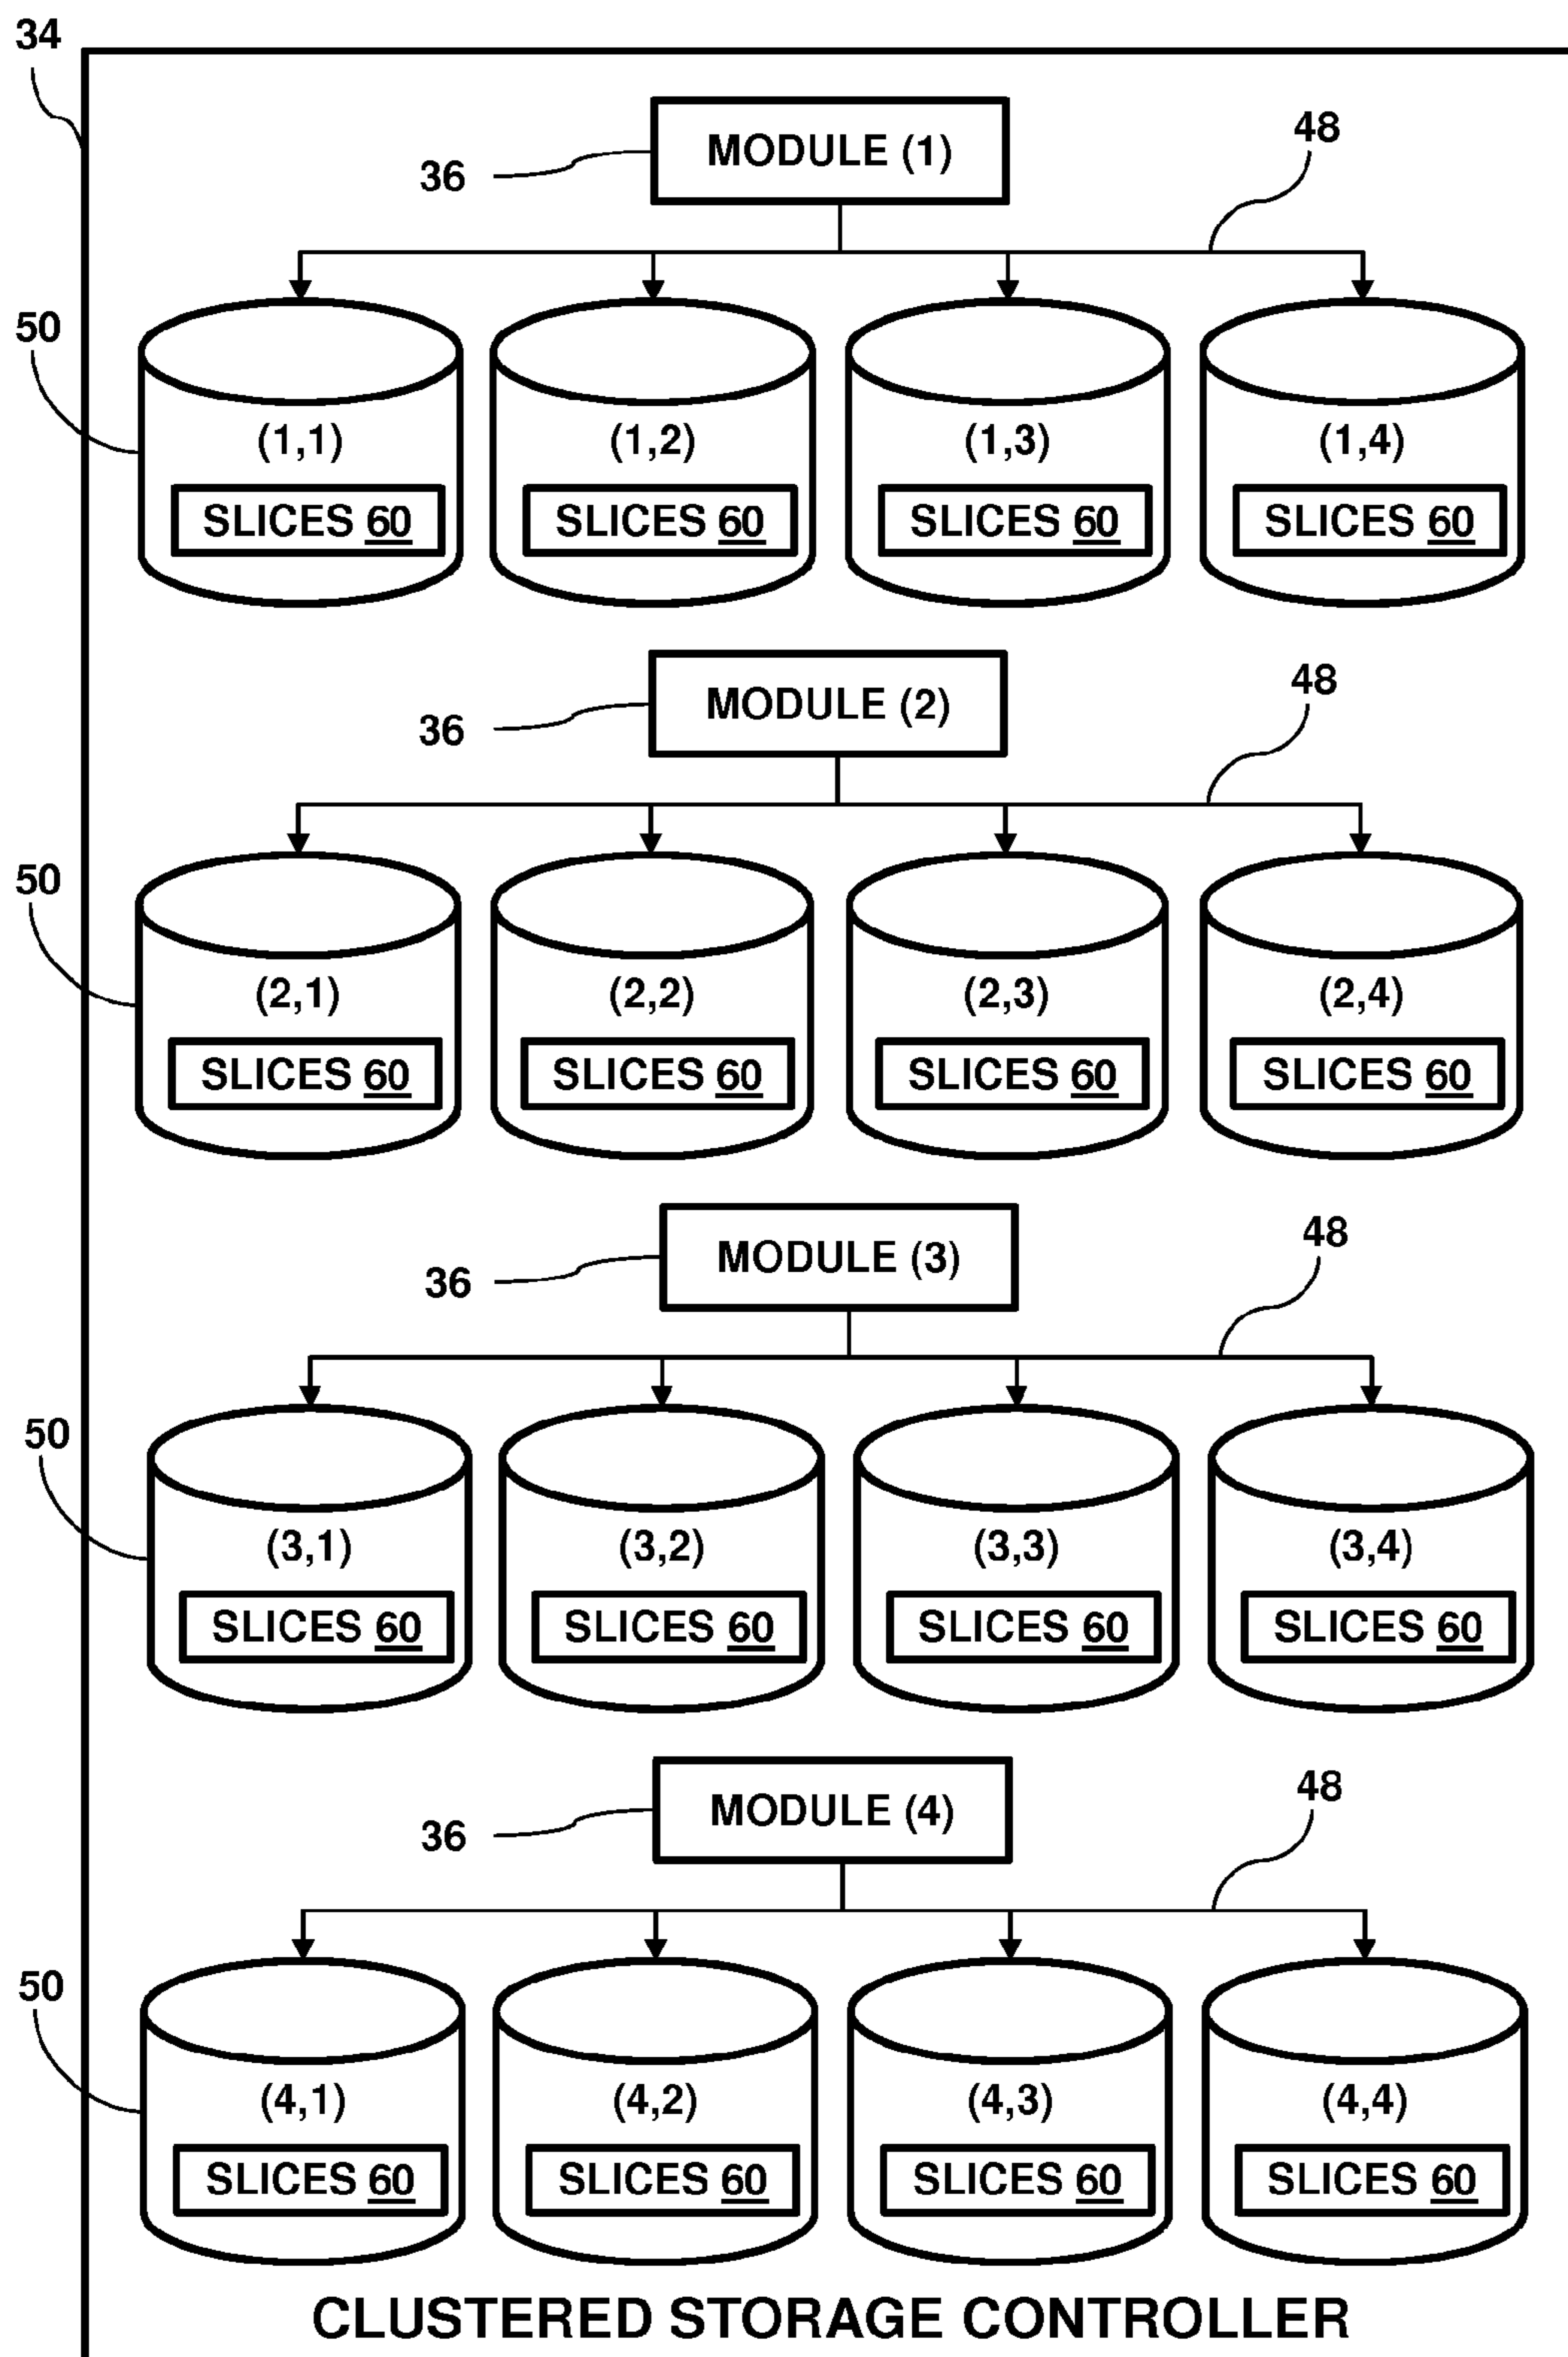 34
MODULE (1)
48
36
50
(1,1) (1,2) (1,3) (1,4)
SLICES 60 SLICES 60 SLICES 60 SLICES 60
MODULE (2)
48
36
50
(2,1) (2,2) (2,3) (2,4)
SLICES 60 SLICES 60 SLICES 60 SLICES 60
MODULE (3)
48
36
50
(3,1) (3,2) (3,3) (3,4)
SLICES 60 SLICES 60 SLICES 60 SLICES 60
MODULE (4)
48
36
50
(4,1) (4,2) (4,3) (4,4)
SLICES 60 SLICES 60 SLICES 60 SLICES 60
CLUSTERED STORAGE CONTROLLER